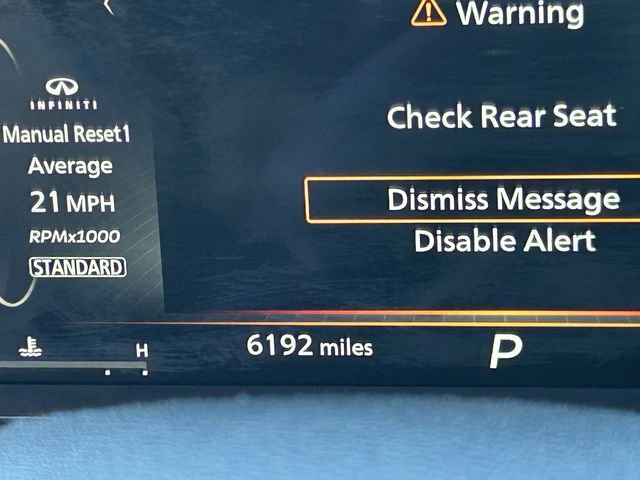 Warning
INFINITI
Manual Reset1
Average
21 MPH
RPMx1000
STANDARD
Check Rear Seat
Dismiss Message
Disable Alert
H
6192 miles
P